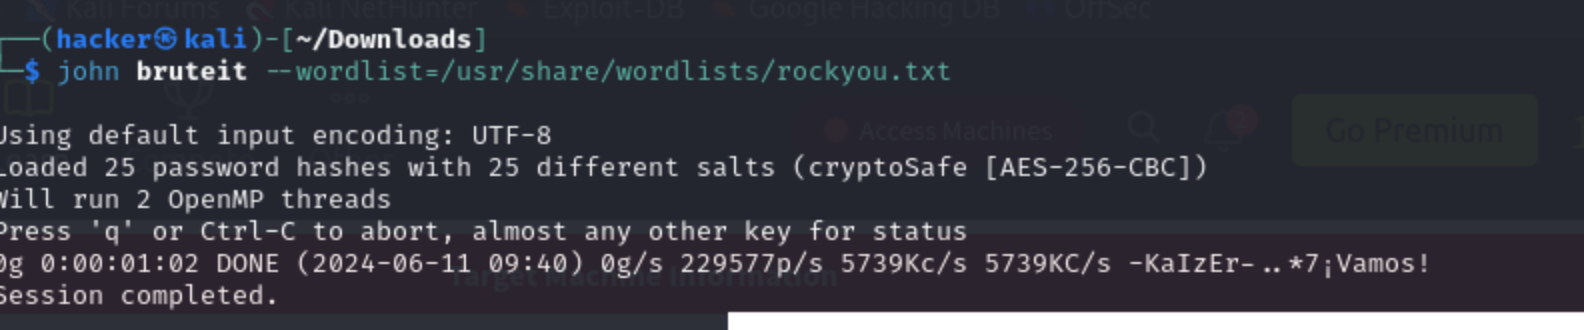 Kali Forums Kali NetHunter Exploit-DB Google Hacking DB OffSec
┌──(hacker㉿kali)-[~/Downloads]
└─$ john bruteit --wordlist=/usr/share/wordlists/rockyou.txt
Access Machines Go Premium
Using default input encoding: UTF-8
Loaded 25 password hashes with 25 different salts (cryptoSafe [AES-256-CBC])
Will run 2 OpenMP threads
Press 'q' or Ctrl-C to abort, almost any other key for status
0g 0:00:01:02 DONE (2024-06-11 09:40) 0g/s 229577p/s 5739Kc/s 5739KC/s -KaIzEr-..*7¡Vamos!
Target Machine Information
Session completed.